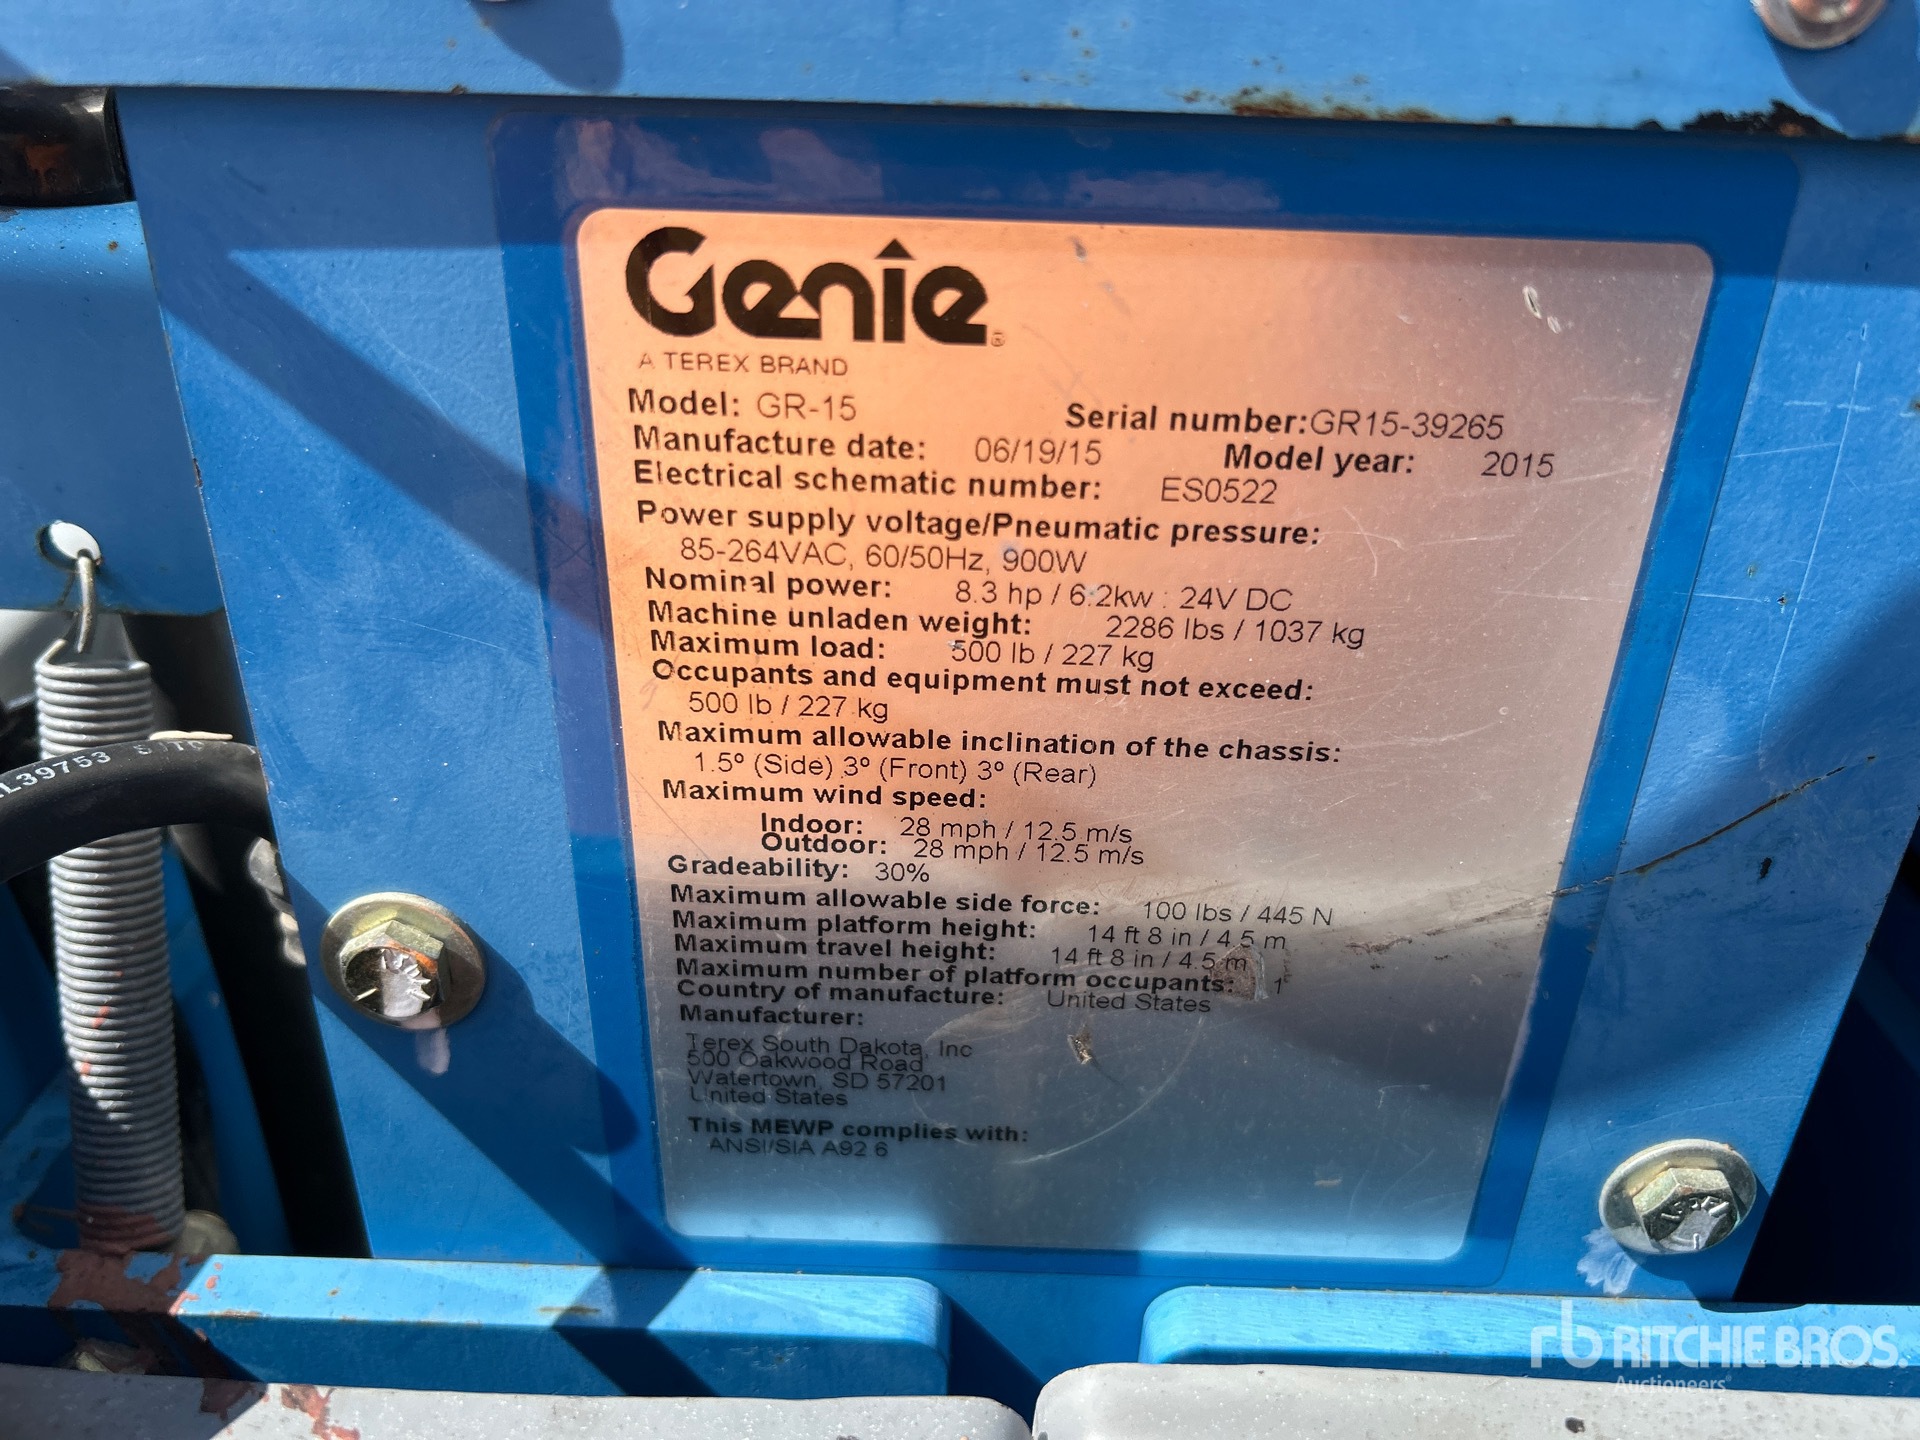 Genie®
A TEREX BRAND
Model: GR-15 Serial number:GR15-39265
Manufacture date: 06/19/15 Model year: 2015
Electrical schematic number: ES0522
Power supply voltage/Pneumatic pressure:
85-264VAC, 60/50Hz, 900W
Nominal power: 8.3 hp / 6.2kw : 24V DC
Machine unladen weight: 2286 lbs / 1037 kg
Maximum load: 500 lb / 227 kg
Occupants and equipment must not exceed:
500 lb / 227 kg
Maximum allowable inclination of the chassis:
1.5º (Side) 3º (Front) 3º (Rear)
Maximum wind speed:
Indoor: 28 mph / 12.5 m/s
Outdoor: 28 mph / 12.5 m/s
Gradeability: 30%
Maximum allowable side force: 100 lbs / 445 N
Maximum platform height: 14 ft 8 in / 4.5 m
Maximum travel height: 14 ft 8 in / 4.5 m
Maximum number of platform occupants: 1
Country of manufacture: United States
Manufacturer:
Terex South Dakota, Inc
500 Oakwood Road
Watertown, SD 57201
United States
This MEWP complies with:
ANSI/SIA A92.6
L39753
rb RITCHIE BROS.
Auctioneers